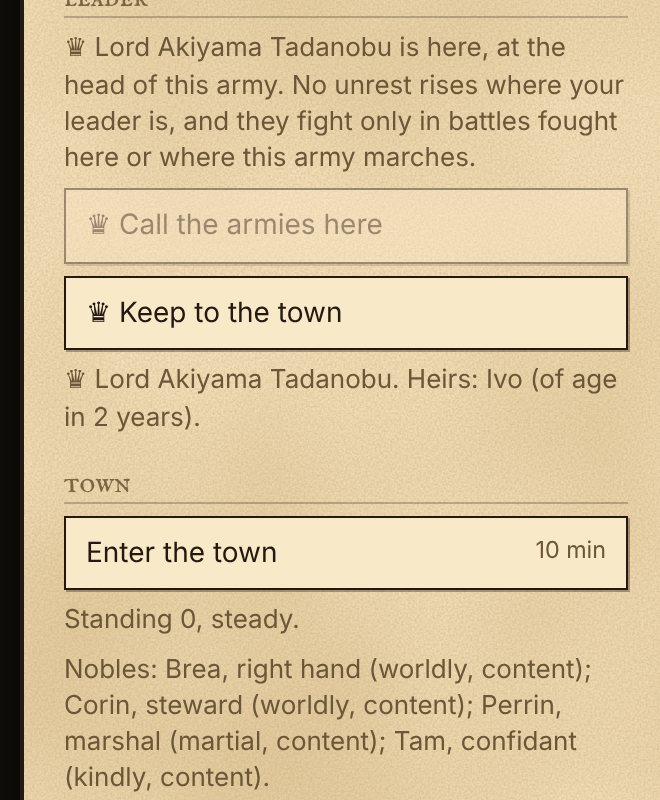 LEADER
♛ Lord Akiyama Tadanobu is here, at the
head of this army. No unrest rises where your
leader is, and they fight only in battles fought
here or where this army marches.
♛ Call the armies here
♛ Keep to the town
♛ Lord Akiyama Tadanobu. Heirs: Ivo (of age
in 2 years).
TOWN
Enter the town 10 min
Standing 0, steady.
Nobles: Brea, right hand (worldly, content);
Corin, steward (worldly, content); Perrin,
marshal (martial, content); Tam, confidant
(kindly, content).